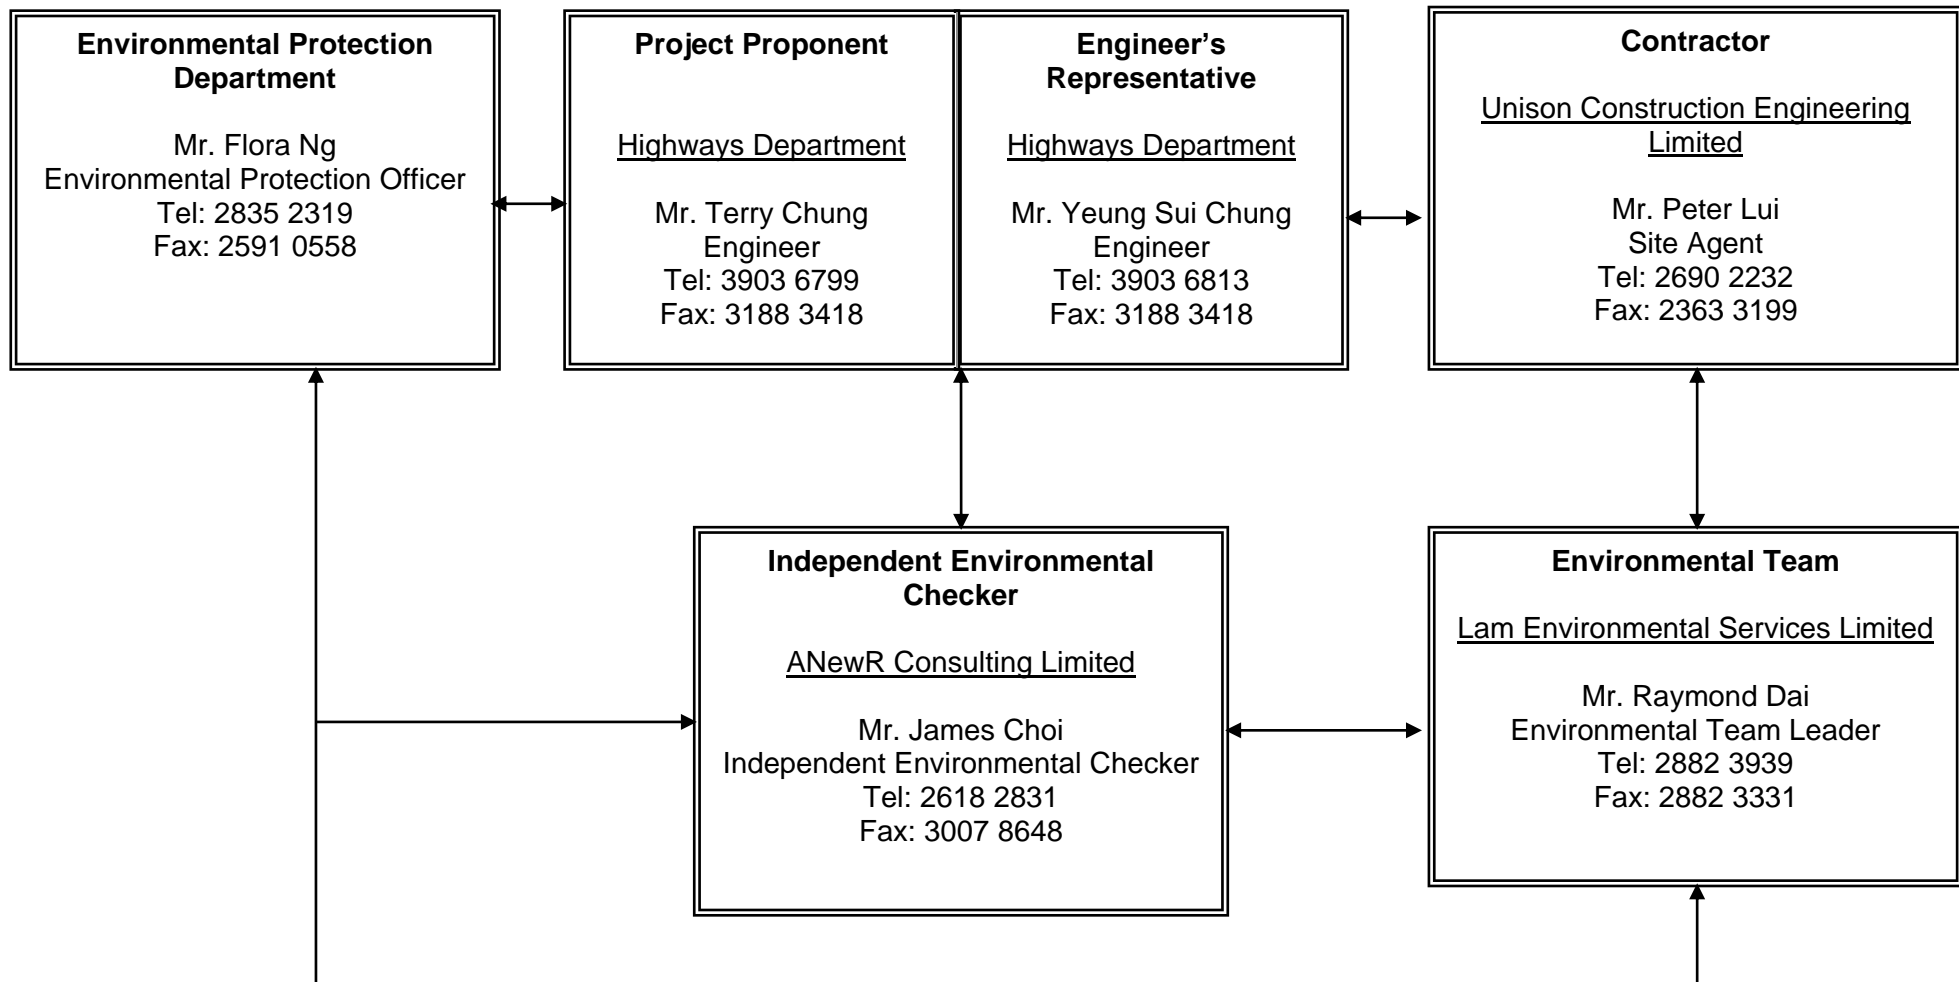 Environmental Protection
Department
Mr. Flora Ng
Environmental Protection Officer
Tel: 2835 2319
Fax: 2591 0558
Project Proponent
Highways Department
Mr. Terry Chung
Engineer
Tel: 3903 6799
Fax: 3188 3418
Engineer’s
Representative
Highways Department
Mr. Yeung Sui Chung
Engineer
Tel: 3903 6813
Fax: 3188 3418
Contractor
Unison Construction Engineering
Limited
Mr. Peter Lui
Site Agent
Tel: 2690 2232
Fax: 2363 3199
Independent Environmental
Checker
ANewR Consulting Limited
Mr. James Choi
Independent Environmental Checker
Tel: 2618 2831
Fax: 3007 8648
Environmental Team
Lam Environmental Services Limited
Mr. Raymond Dai
Environmental Team Leader
Tel: 2882 3939
Fax: 2882 3331